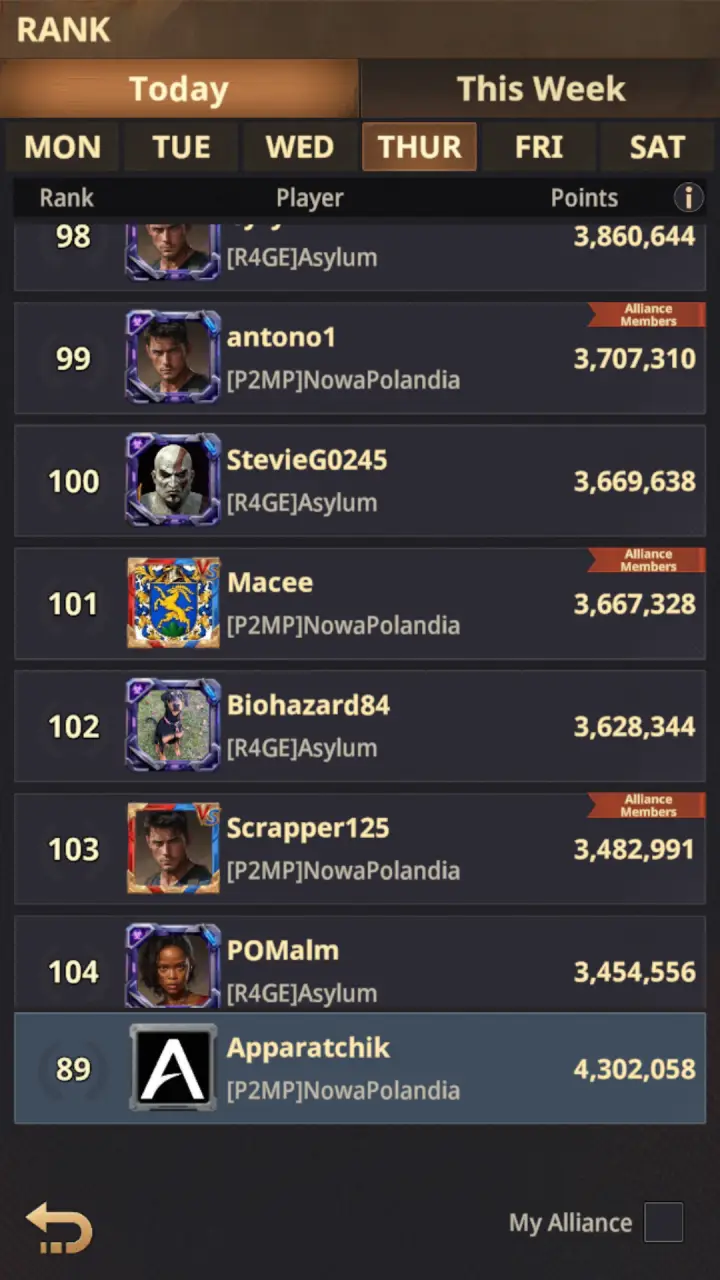 RANK
Today
This Week
MON
TUE
WED
THUR
FRI
SAT
Rank
Player
Points
98
3,860,644
[R4GE]Asylum
Alliance
Members
99
antono1
3,707,310
[P2MP]NowaPolandia
100
StevieG0245
3,669,638
[R4GE]Asylum
Alliance
Members
101
Macee
3,667,328
[P2MP]NowaPolandia
102
Biohazard84
3,628,344
[R4GE]Asylum
Alliance
Members
103
Scrapper125
3,482,991
[P2MP]NowaPolandia
104
POMalm
3,454,556
[R4GE]Asylum
89
Apparatchik
4,302,058
[P2MP]NowaPolandia
My Alliance